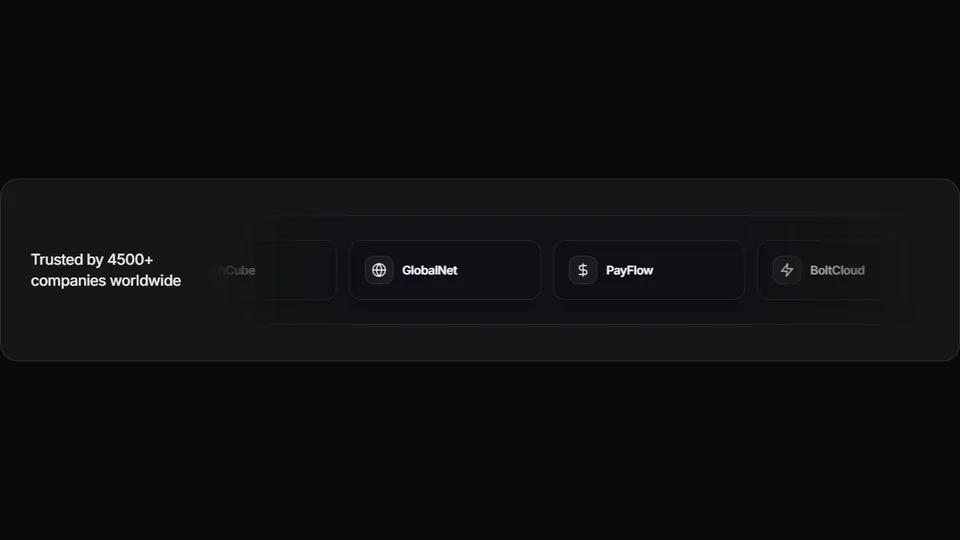 Trusted by 4500+
companies worldwide
GlobalNet
PayFlow
BoltCloud